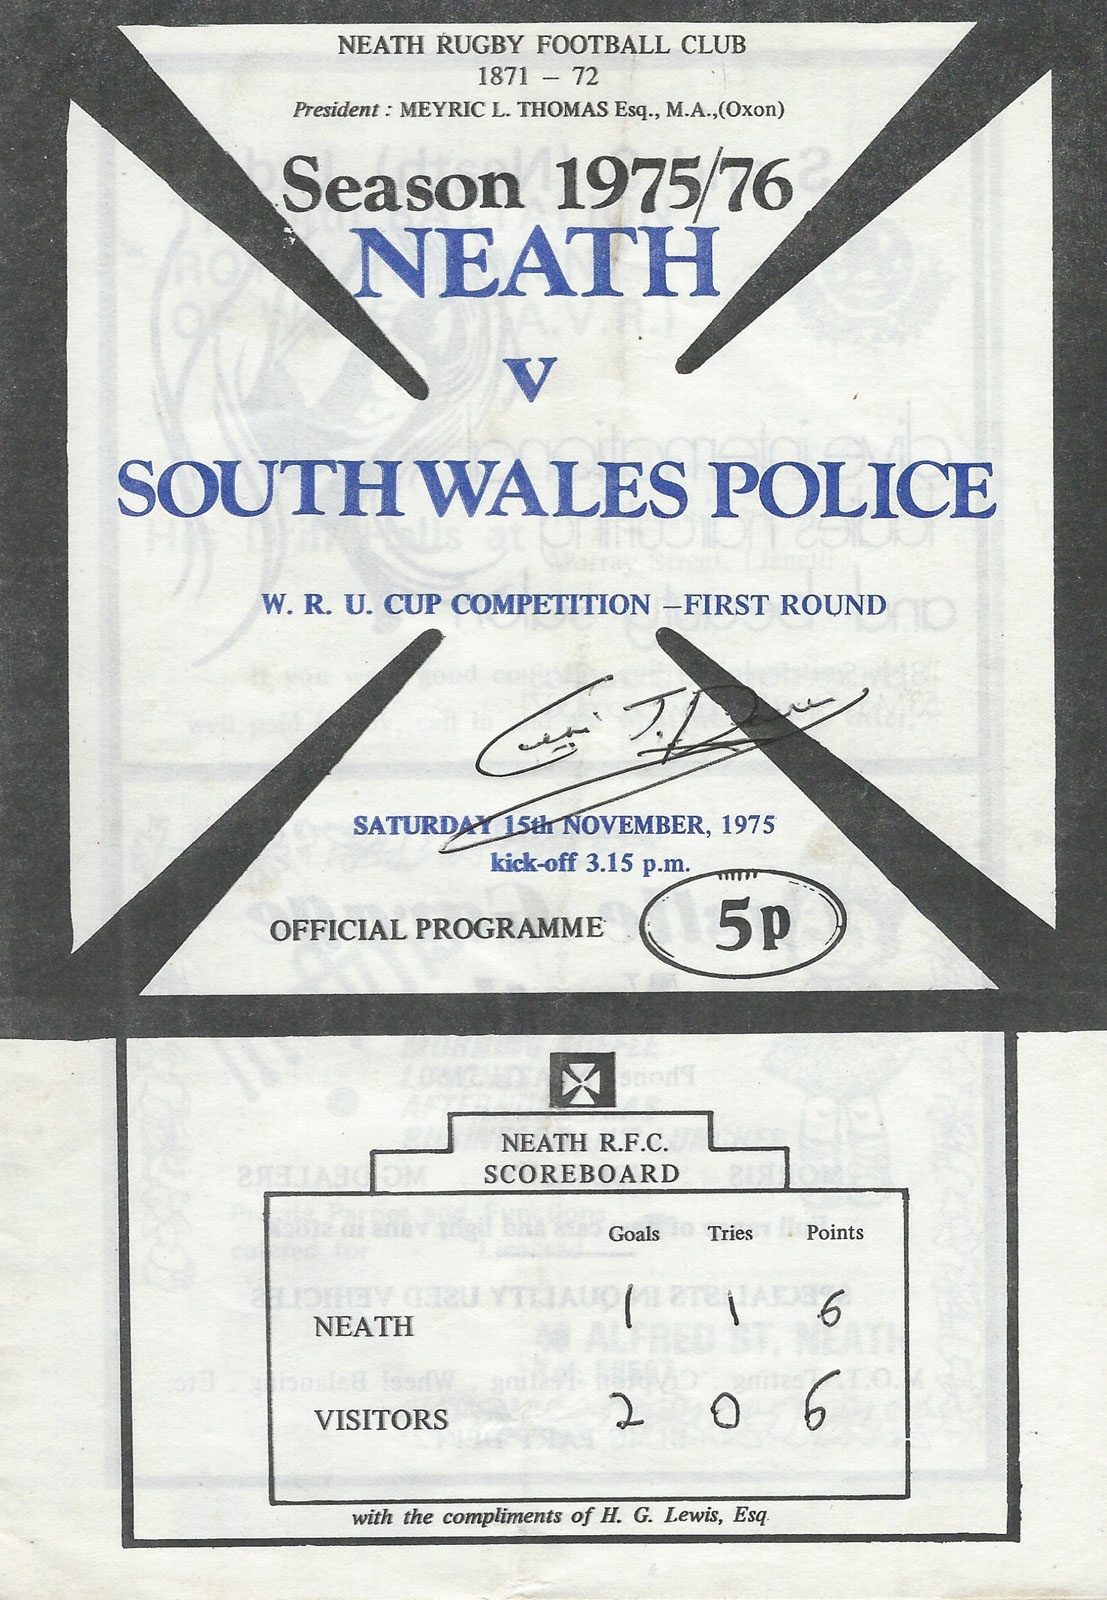 NEATH RUGBY FOOTBALL CLUB
1871 – 72
President : MEYRIC L. THOMAS Esq., M.A.,(Oxon)
Season 1975/76
NEATH
v
SOUTH WALES POLICE
W. R. U. CUP COMPETITION –FIRST ROUND
SATURDAY 15th NOVEMBER, 1975
kick-off 3.15 p.m.
OFFICIAL PROGRAMME 5p
NEATH R.F.C.
SCOREBOARD
Goals Tries Points
NEATH 1 1 6
VISITORS 2 0 6
with the compliments of H. G. Lewis, Esq